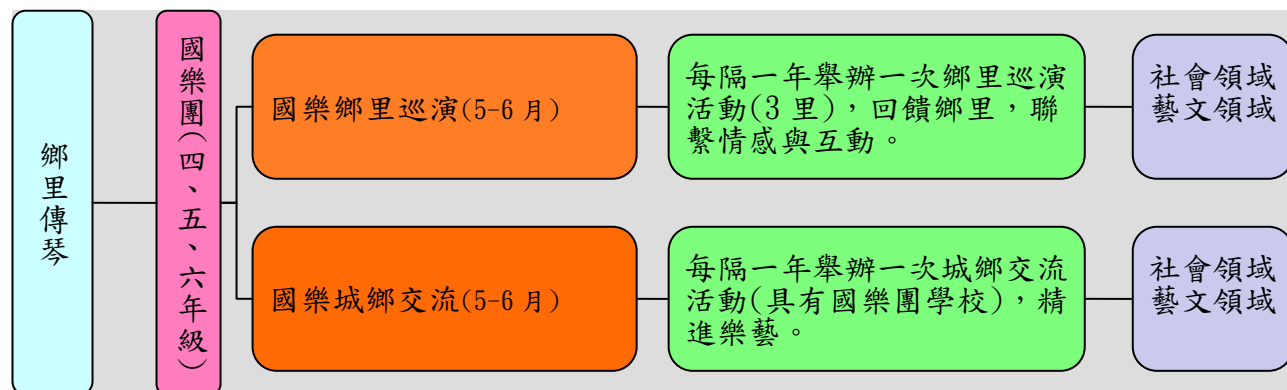 鄉里傳琴
國樂團(四、五、六年級)
國樂鄉里巡演(5-6 月)
每隔一年舉辦一次鄉里巡演
活動(3 里)，回饋鄉里，聯
繫情感與互動。
社會領域
藝文領域
國樂城鄉交流(5-6 月)
每隔一年舉辦一次城鄉交流
活動(具有國樂團學校)，精
進樂藝。
社會領域
藝文領域